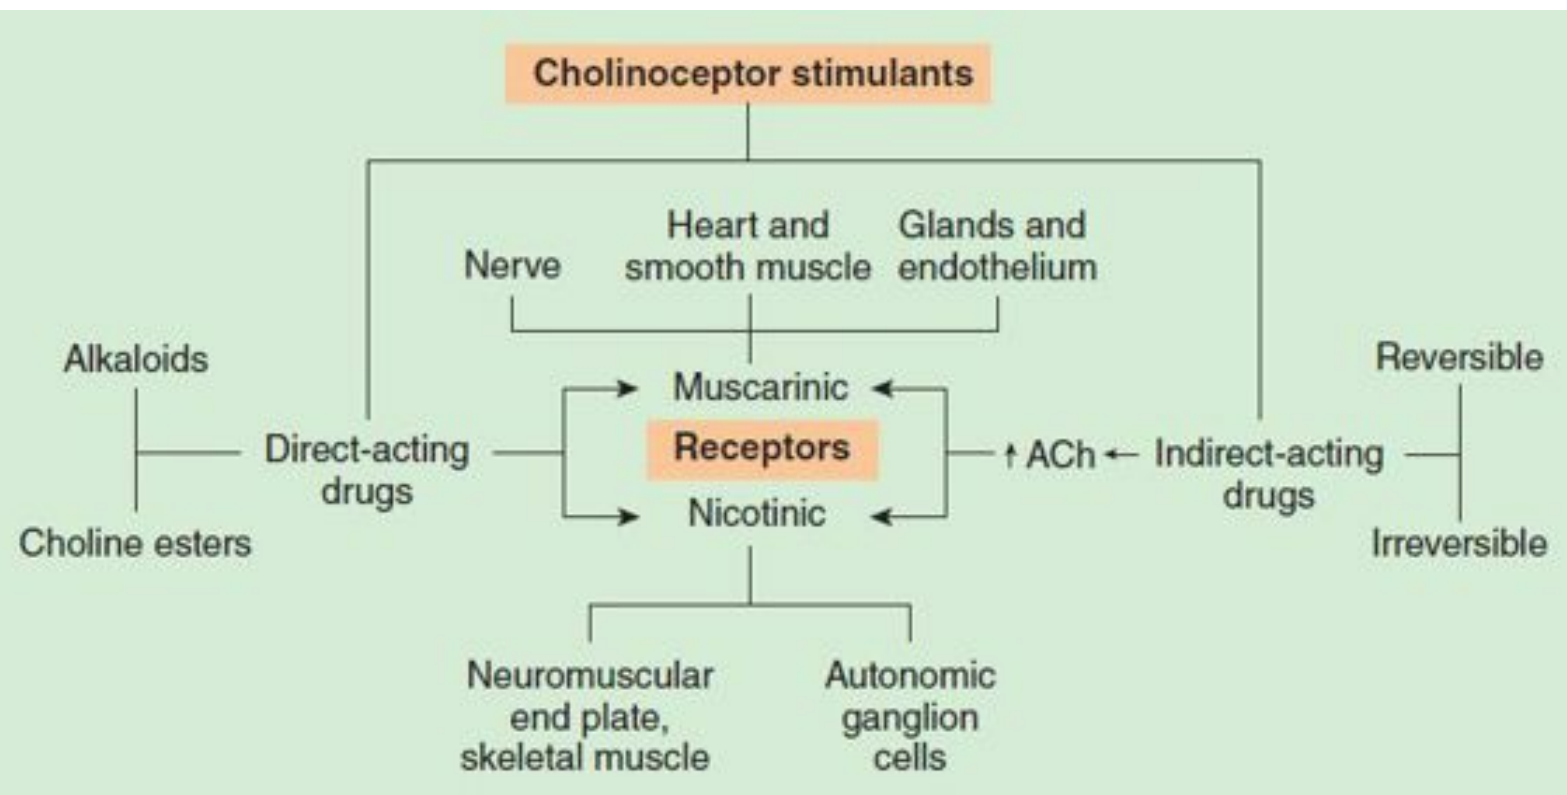 Cholinoceptor stimulants
Nerve
Heart and
smooth muscle
Glands and
endothelium
Alkaloids
Choline esters
Direct-acting
drugs
Muscarinic
Receptors
Nicotinic
↑ ACh
Indirect-acting
drugs
Reversible
Irreversible
Neuromuscular
end plate,
skeletal muscle
Autonomic
ganglion
cells